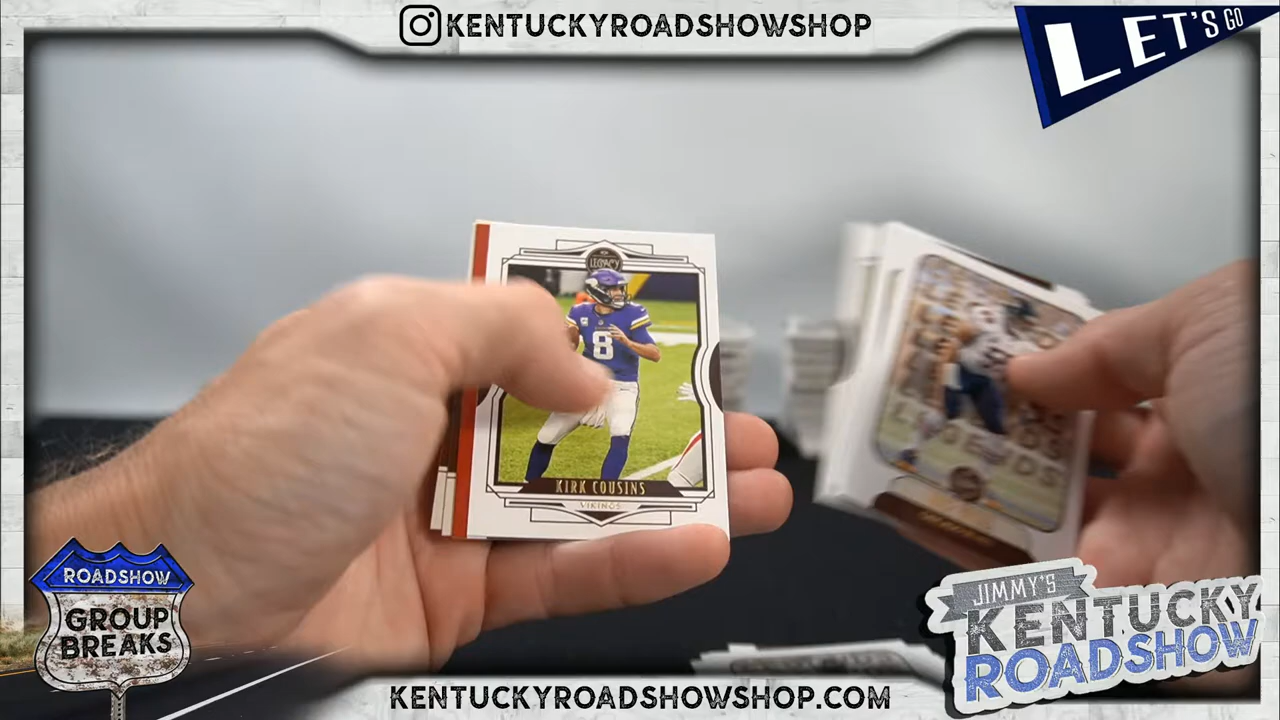 KENTUCKYROADSHOWSHOP
LET'S GO
LEGACY
8
KIRK COUSINS
VIKINGS
LEGENDS
ROADSHOW
GROUP
BREAKS
JIMMY'S
KENTUCKY
ROADSHOW
KENTUCKYROADSHOWSHOP.COM